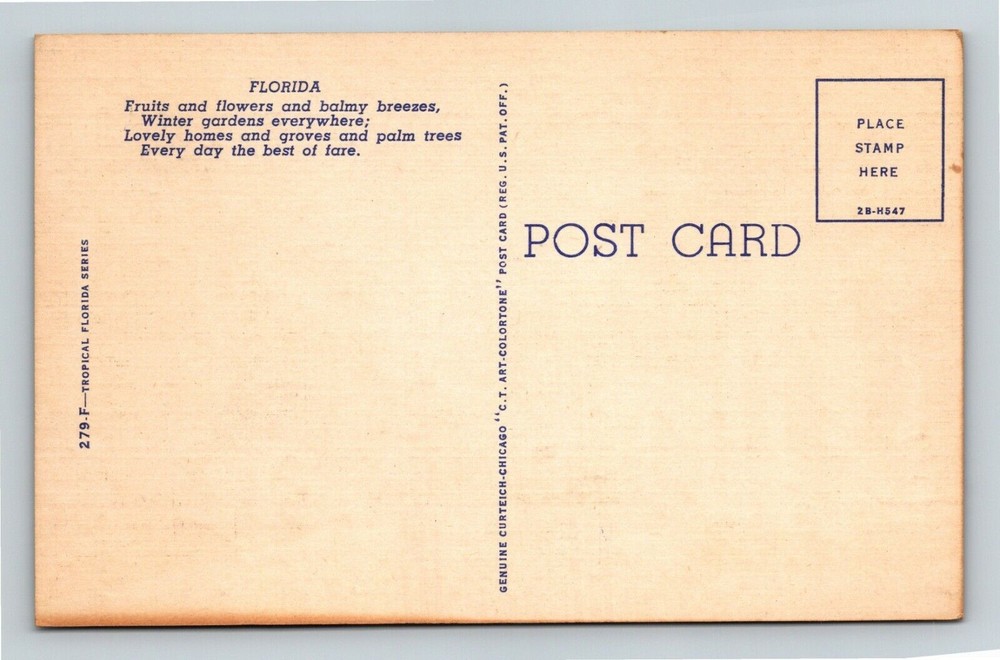 FLORIDA
Fruits and flowers and balmy breezes,
Winter gardens everywhere;
Lovely homes and groves and palm trees
Every day the best of fare.
279-F—TROPICAL FLORIDA SERIES
GENUINE CURTEICH-CHICAGO "C.T. ART-COLORTONE" POST CARD (REG. U.S. PAT. OFF.)
POST CARD
PLACE
STAMP
HERE
2B-H547